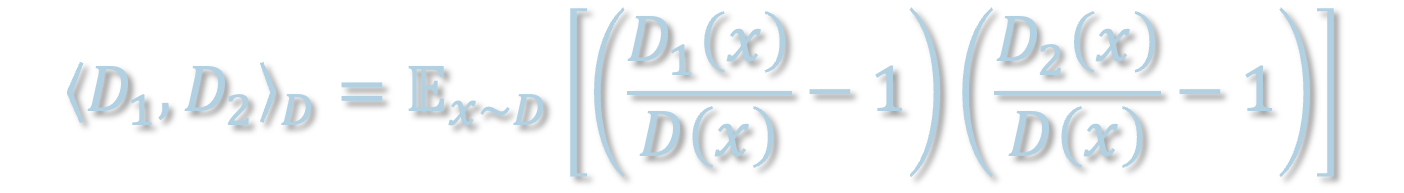 ⟨D₁, D₂⟩_D = 𝔼_{x∼D} [(D₁(x)/D(x) − 1)(D₂(x)/D(x) − 1)]